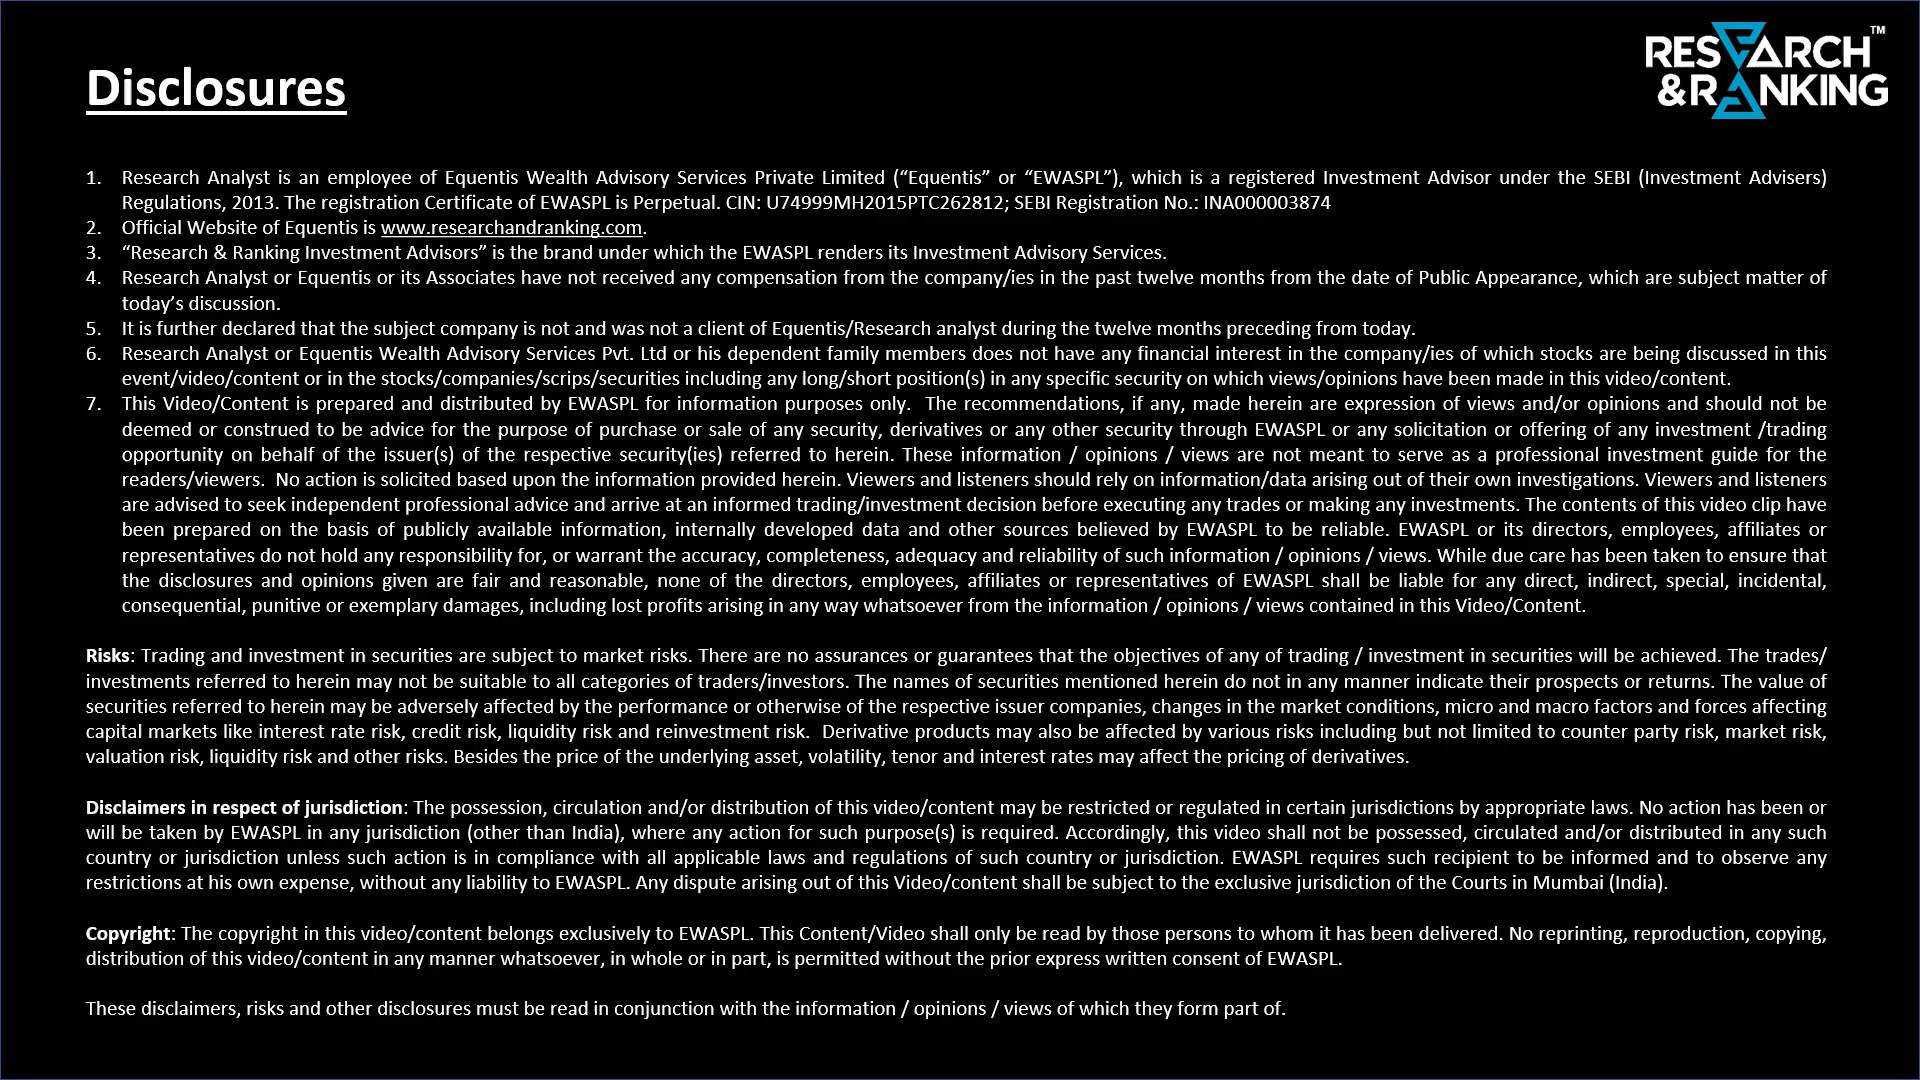 RESEARCH™
&RANKING
Disclosures
1. Research Analyst is an employee of Equentis Wealth Advisory Services Private Limited (“Equentis” or “EWASPL”), which is a registered Investment Advisor under the SEBI (Investment Advisers)
Regulations, 2013. The registration Certificate of EWASPL is Perpetual. CIN: U74999MH2015PTC262812; SEBI Registration No.: INA000003874
2. Official Website of Equentis is www.researchandranking.com.
3. “Research & Ranking Investment Advisors” is the brand under which the EWASPL renders its Investment Advisory Services.
4. Research Analyst or Equentis or its Associates have not received any compensation from the company/ies in the past twelve months from the date of Public Appearance, which are subject matter of
today’s discussion.
5. It is further declared that the subject company is not and was not a client of Equentis/Research analyst during the twelve months preceding from today.
6. Research Analyst or Equentis Wealth Advisory Services Pvt. Ltd or his dependent family members does not have any financial interest in the company/ies of which stocks are being discussed in this
event/video/content or in the stocks/companies/scrips/securities including any long/short position(s) in any specific security on which views/opinions have been made in this video/content.
7. This Video/Content is prepared and distributed by EWASPL for information purposes only. The recommendations, if any, made herein are expression of views and/or opinions and should not be
deemed or construed to be advice for the purpose of purchase or sale of any security, derivatives or any other security through EWASPL or any solicitation or offering of any investment /trading
opportunity on behalf of the issuer(s) of the respective security(ies) referred to herein. These information / opinions / views are not meant to serve as a professional investment guide for the
readers/viewers. No action is solicited based upon the information provided herein. Viewers and listeners should rely on information/data arising out of their own investigations. Viewers and listeners
are advised to seek independent professional advice and arrive at an informed trading/investment decision before executing any trades or making any investments. The contents of this video clip have
been prepared on the basis of publicly available information, internally developed data and other sources believed by EWASPL to be reliable. EWASPL or its directors, employees, affiliates or
representatives do not hold any responsibility for, or warrant the accuracy, completeness, adequacy and reliability of such information / opinions / views. While due care has been taken to ensure that
the disclosures and opinions given are fair and reasonable, none of the directors, employees, affiliates or representatives of EWASPL shall be liable for any direct, indirect, special, incidental,
consequential, punitive or exemplary damages, including lost profits arising in any way whatsoever from the information / opinions / views contained in this Video/Content.
Risks: Trading and investment in securities are subject to market risks. There are no assurances or guarantees that the objectives of any of trading / investment in securities will be achieved. The trades/
investments referred to herein may not be suitable to all categories of traders/investors. The names of securities mentioned herein do not in any manner indicate their prospects or returns. The value of
securities referred to herein may be adversely affected by the performance or otherwise of the respective issuer companies, changes in the market conditions, micro and macro factors and forces affecting
capital markets like interest rate risk, credit risk, liquidity risk and reinvestment risk. Derivative products may also be affected by various risks including but not limited to counter party risk, market risk,
valuation risk, liquidity risk and other risks. Besides the price of the underlying asset, volatility, tenor and interest rates may affect the pricing of derivatives.
Disclaimers in respect of jurisdiction: The possession, circulation and/or distribution of this video/content may be restricted or regulated in certain jurisdictions by appropriate laws. No action has been or
will be taken by EWASPL in any jurisdiction (other than India), where any action for such purpose(s) is required. Accordingly, this video shall not be possessed, circulated and/or distributed in any such
country or jurisdiction unless such action is in compliance with all applicable laws and regulations of such country or jurisdiction. EWASPL requires such recipient to be informed and to observe any
restrictions at his own expense, without any liability to EWASPL. Any dispute arising out of this Video/content shall be subject to the exclusive jurisdiction of the Courts in Mumbai (India).
Copyright: The copyright in this video/content belongs exclusively to EWASPL. This Content/Video shall only be read by those persons to whom it has been delivered. No reprinting, reproduction, copying,
distribution of this video/content in any manner whatsoever, in whole or in part, is permitted without the prior express written consent of EWASPL.
These disclaimers, risks and other disclosures must be read in conjunction with the information / opinions / views of which they form part of.